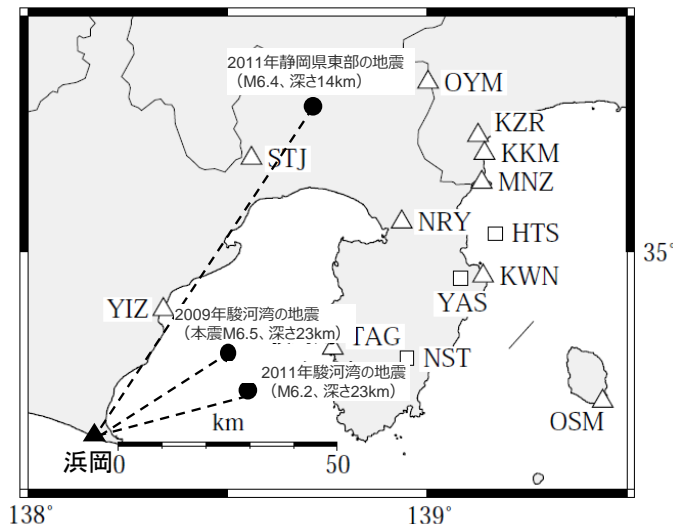 2011年静岡県東部の地震
（M6.4、深さ14km）
OYM
KZR
KKM
STJ
MNZ
NRY
HTS
35°
KWN
YAS
YIZ
2009年駿河湾の地震
（本震M6.5、深さ23km）
TAG
NST
2011年駿河湾の地震
（M6.2、深さ23km）
OSM
km
浜岡
0
50
138°
139°